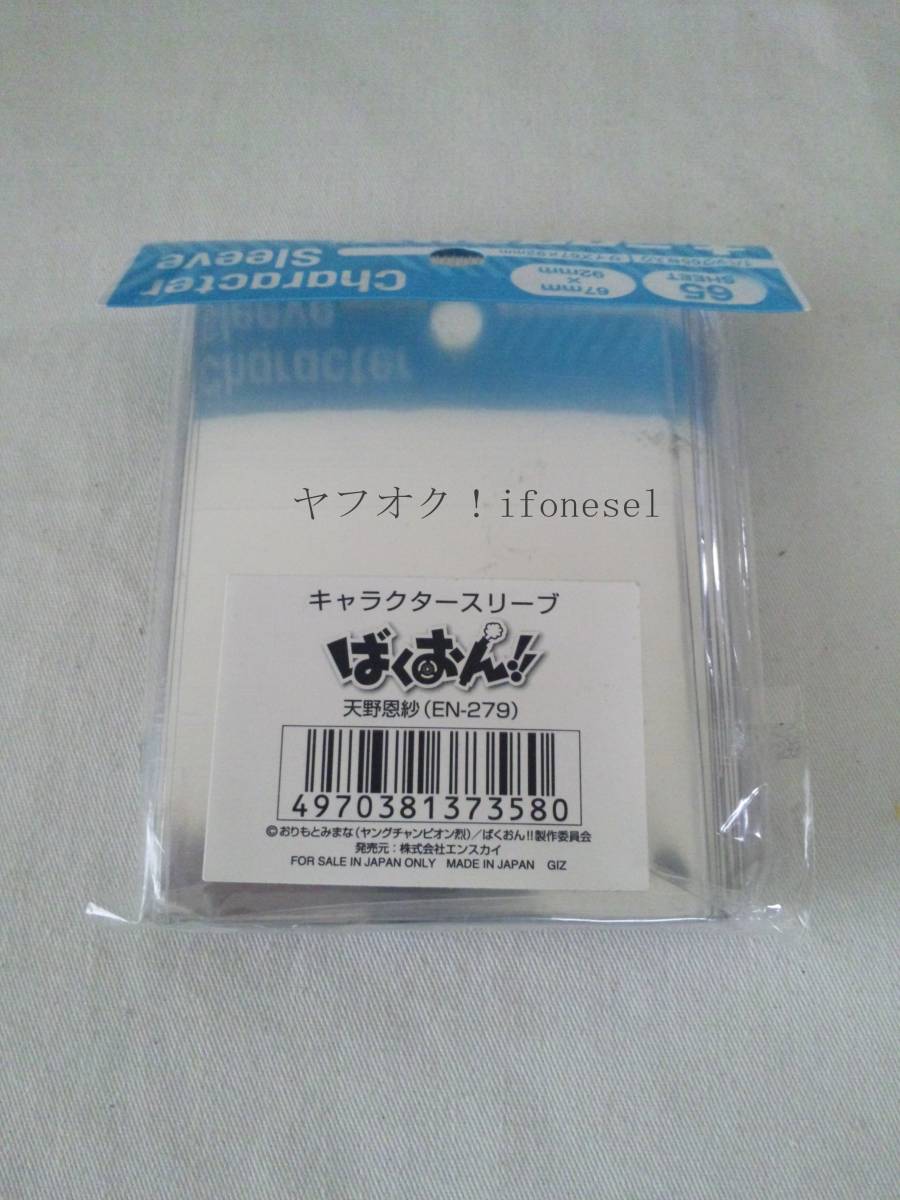 Character
Sleeve
67mm
×
92mm
65
SHEET
Character
Sleeve
ヤフオク！ifonesel
キャラクタースリーブ
ばくおん!!
天野恩紗（EN-279）
4970381373580
©おりもとみまな（ヤングチャンピオン烈）／ばくおん!!製作委員会
発売元：株式会社エンスカイ
FOR SALE IN JAPAN ONLY MADE IN JAPAN GIZ